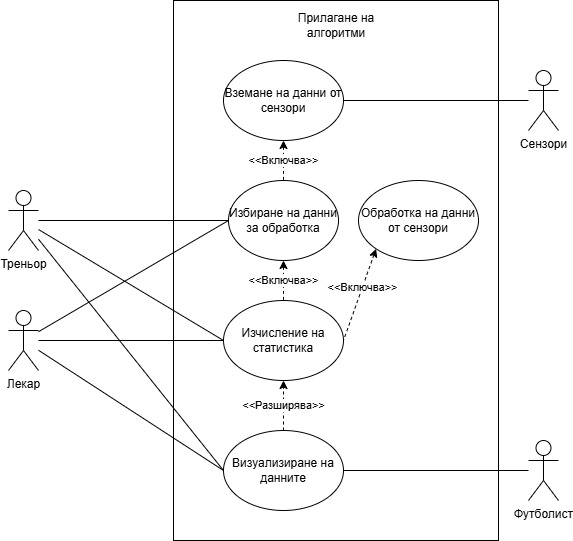 Прилагане на
алгоритми
Вземане на данни от
сензори
Сензори
<<Включва>>
Избиране на данни
за обработка
Обработка на данни
от сензори
Треньор
<<Включва>>
<<Включва>>
Изчисление на
статистика
Лекар
<<Разширява>>
Визуализиране на
данните
Футболист